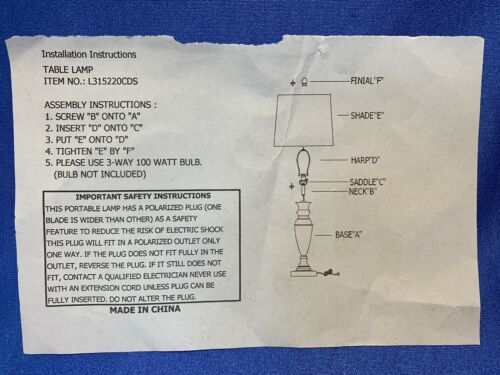 Installation Instructions
TABLE LAMP
ITEM NO.: L315220CDS
ASSEMBLY INSTRUCTIONS :
1. SCREW "B" ONTO "A"
2. INSERT "D" ONTO "C"
3. PUT "E" ONTO "D"
4. TIGHTEN "E" BY "F"
5. PLEASE USE 3-WAY 100 WATT BULB.
(BULB NOT INCLUDED)
IMPORTANT SAFETY INSTRUCTIONS
THIS PORTABLE LAMP HAS A POLARIZED PLUG (ONE
BLADE IS WIDER THAN OTHER) AS A SAFETY
FEATURE TO REDUCE THE RISK OF ELECTRIC SHOCK
THIS PLUG WILL FIT IN A POLARIZED OUTLET ONLY
ONE WAY. IF THE PLUG DOES NOT FIT FULLY IN THE
OUTLET, REVERSE THE PLUG. IF IT STILL DOES NOT
FIT, CONTACT A QUALIFIED ELECTRICIAN NEVER USE
WITH AN EXTENSION CORD UNLESS PLUG CAN BE
FULLY INSERTED. DO NOT ALTER THE PLUG.
MADE IN CHINA
FINIAL"F"
SHADE"E"
HARP"D"
SADDLE"C"
NECK"B"
BASE"A"